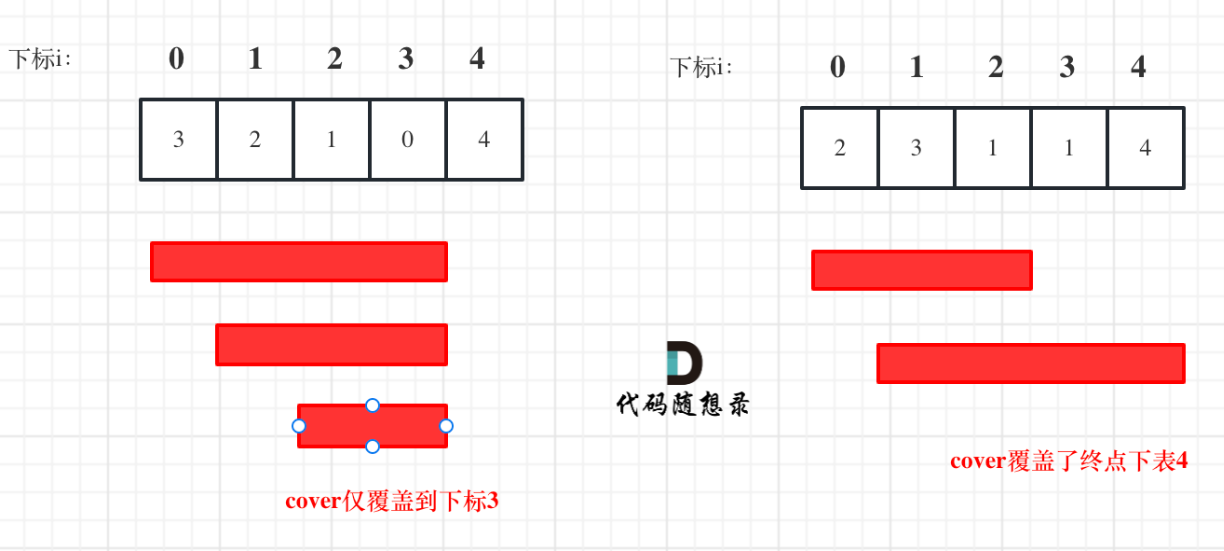 下标i:
0 1 2 3 4
3 2 1 0 4
cover仅覆盖到下标3
下标i:
0 1 2 3 4
2 3 1 1 4
cover覆盖了终点下表4
代码随想录